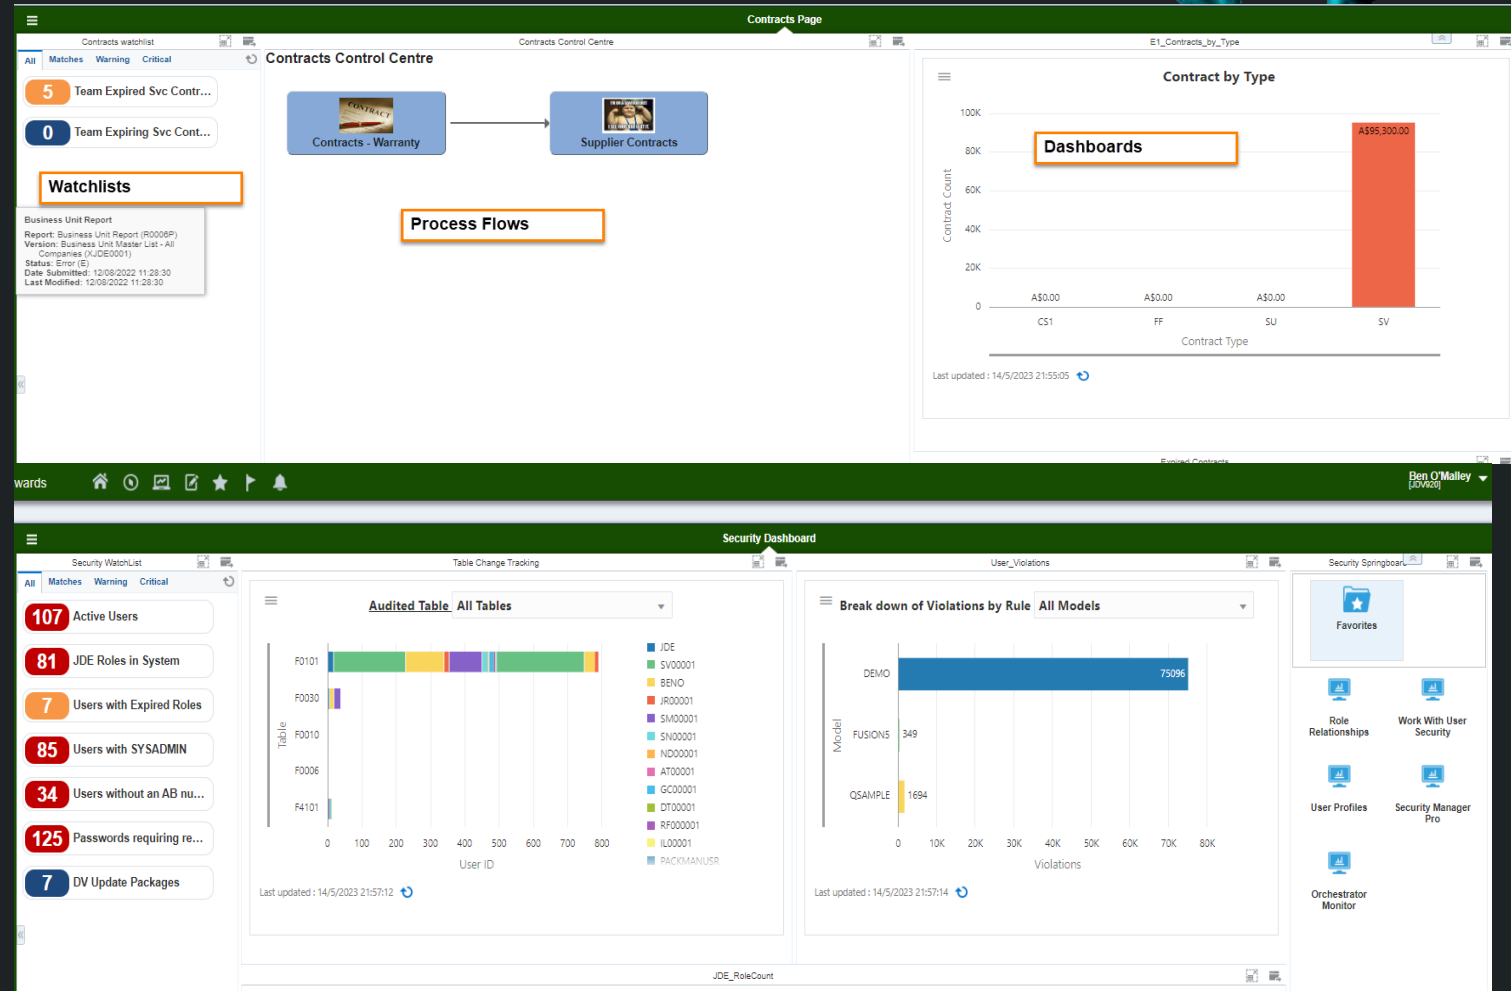 Contracts Page
Contracts watchlist
All Matches Warning Critical
5 Team Expired Svc Contr...
0 Team Expiring Svc Cont...
Watchlists
Business Unit Report
Report: Business Unit Report (R0006P)
Version: Business Unit Master List - All
Companies (XJDE0001)
Status: Error (E)
Date Submitted: 12/08/2022 11:28:30
Last Modified: 12/08/2022 11:28:30
Contracts Control Centre
Contracts Control Centre
CONTRACT
Contracts - Warranty
Supplier Contracts
Process Flows
E1_Contracts_by_Type
Contract by Type
Dashboards
100K
80K
60K
40K
20K
0
Contract Count
A$0.00 A$0.00 A$0.00 A$95,300.00
CS1 FF SU SV
Contract Type
Last updated : 14/5/2023 21:55:05
Expired Contracts
wards
Ben O'Malley
[JDV920]
Security Dashboard
Security WatchList
All Matches Warning Critical
107 Active Users
81 JDE Roles in System
7 Users with Expired Roles
85 Users with SYSADMIN
34 Users without an AB nu...
125 Passwords requiring re...
7 DV Update Packages
Table Change Tracking
Audited Table All Tables
Table
F0101
F0030
F0010
F0006
F4101
0 100 200 300 400 500 600 700 800
User ID
JDE
SV00001
BENO
JR00001
SM00001
SN00001
ND00001
AT00001
GC00001
DT00001
RF000001
IL00001
PACKMANUSR
Last updated : 14/5/2023 21:57:12
User_Violations
Break down of Violations by Rule All Models
Model
DEMO 75096
FUSION5 349
QSAMPLE 1694
0 10K 20K 30K 40K 50K 60K 70K 80K
Violations
Last updated : 14/5/2023 21:57:14
Security Springboar
Favorites
Role
Relationships
Work With User
Security
User Profiles
Security Manager
Pro
Orchestrator
Monitor
JDE_RoleCount